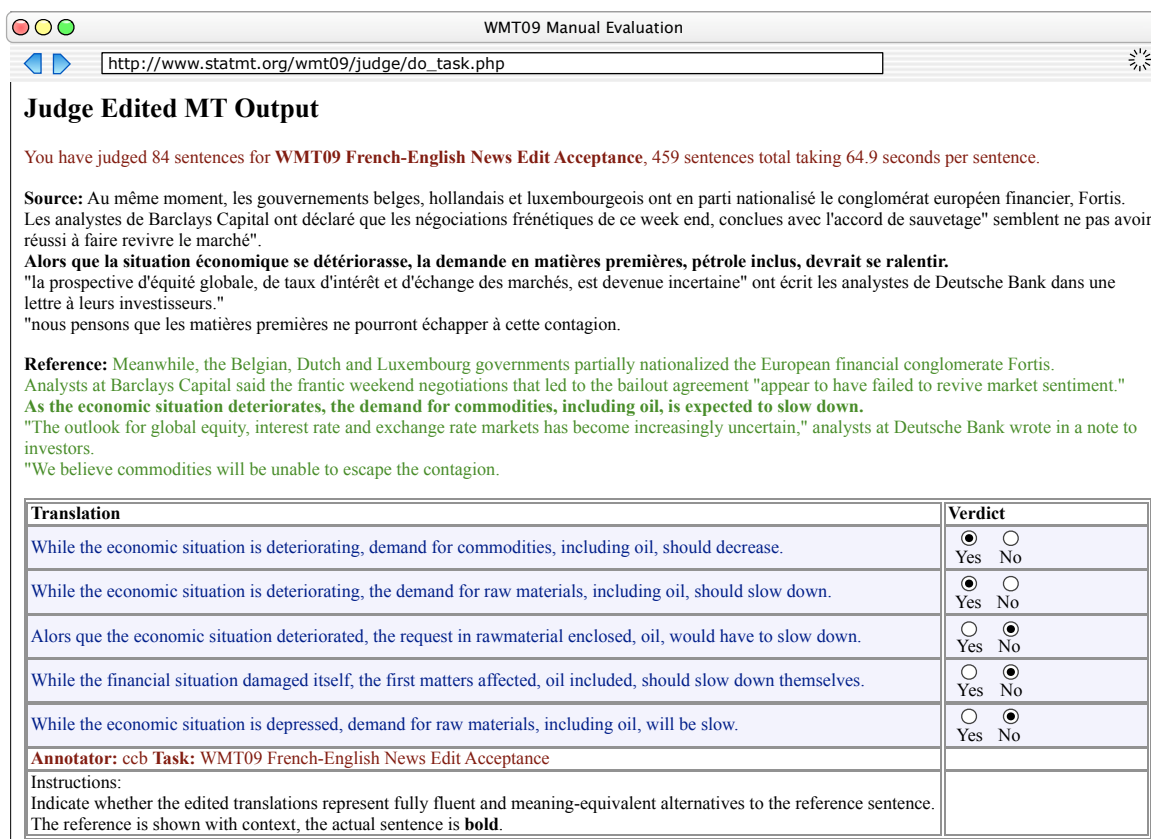 WMT09 Manual Evaluation
http://www.statmt.org/wmt09/judge/do_task.php
Judge Edited MT Output
You have judged 84 sentences for WMT09 French-English News Edit Acceptance, 459 sentences total taking 64.9 seconds per sentence.
Source: Au même moment, les gouvernements belges, hollandais et luxembourgeois ont en parti nationalisé le conglomérat européen financier, Fortis.
Les analystes de Barclays Capital ont déclaré que les négociations frénétiques de ce week end, conclues avec l'accord de sauvetage" semblent ne pas avoir
réussi à faire revivre le marché".
Alors que la situation économique se détériorasse, la demande en matières premières, pétrole inclus, devrait se ralentir.
"la prospective d'équité globale, de taux d'intérêt et d'échange des marchés, est devenue incertaine" ont écrit les analystes de Deutsche Bank dans une
lettre à leurs investisseurs."
"nous pensons que les matières premières ne pourront échapper à cette contagion.
Reference: Meanwhile, the Belgian, Dutch and Luxembourg governments partially nationalized the European financial conglomerate Fortis.
Analysts at Barclays Capital said the frantic weekend negotiations that led to the bailout agreement "appear to have failed to revive market sentiment."
As the economic situation deteriorates, the demand for commodities, including oil, is expected to slow down.
"The outlook for global equity, interest rate and exchange rate markets has become increasingly uncertain," analysts at Deutsche Bank wrote in a note to
investors.
"We believe commodities will be unable to escape the contagion.
Translation Verdict
While the economic situation is deteriorating, demand for commodities, including oil, should decrease.
Yes No
While the economic situation is deteriorating, the demand for raw materials, including oil, should slow down.
Yes No
Alors que the economic situation deteriorated, the request in rawmaterial enclosed, oil, would have to slow down.
Yes No
While the financial situation damaged itself, the first matters affected, oil included, should slow down themselves.
Yes No
While the economic situation is depressed, demand for raw materials, including oil, will be slow.
Yes No
Annotator: ccb Task: WMT09 French-English News Edit Acceptance
Instructions:
Indicate whether the edited translations represent fully fluent and meaning-equivalent alternatives to the reference sentence.
The reference is shown with context, the actual sentence is bold.